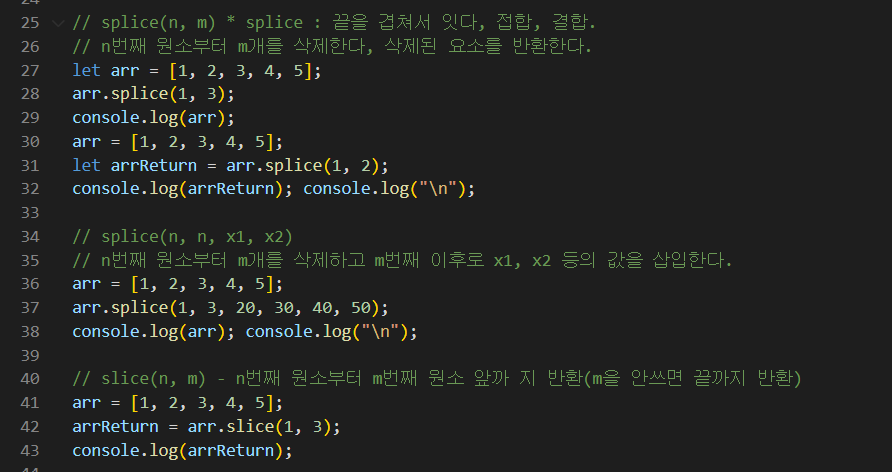 25 // splice(n, m) * splice : 끝을 겹쳐서 잇다, 접합, 결합.
26 // n번째 원소부터 m개를 삭제한다, 삭제된 요소를 반환한다.
27 let arr = [1, 2, 3, 4, 5];
28 arr.splice(1, 3);
29 console.log(arr);
30 arr = [1, 2, 3, 4, 5];
31 let arrReturn = arr.splice(1, 2);
32 console.log(arrReturn); console.log("\n");
33
34 // splice(n, n, x1, x2)
35 // n번째 원소부터 m개를 삭제하고 m번째 이후로 x1, x2 등의 값을 삽입한다.
36 arr = [1, 2, 3, 4, 5];
37 arr.splice(1, 3, 20, 30, 40, 50);
38 console.log(arr); console.log("\n");
39
40 // slice(n, m) - n번째 원소부터 m번째 원소 앞까 지 반환(m을 안쓰면 끝까지 반환)
41 arr = [1, 2, 3, 4, 5];
42 arrReturn = arr.slice(1, 3);
43 console.log(arrReturn);